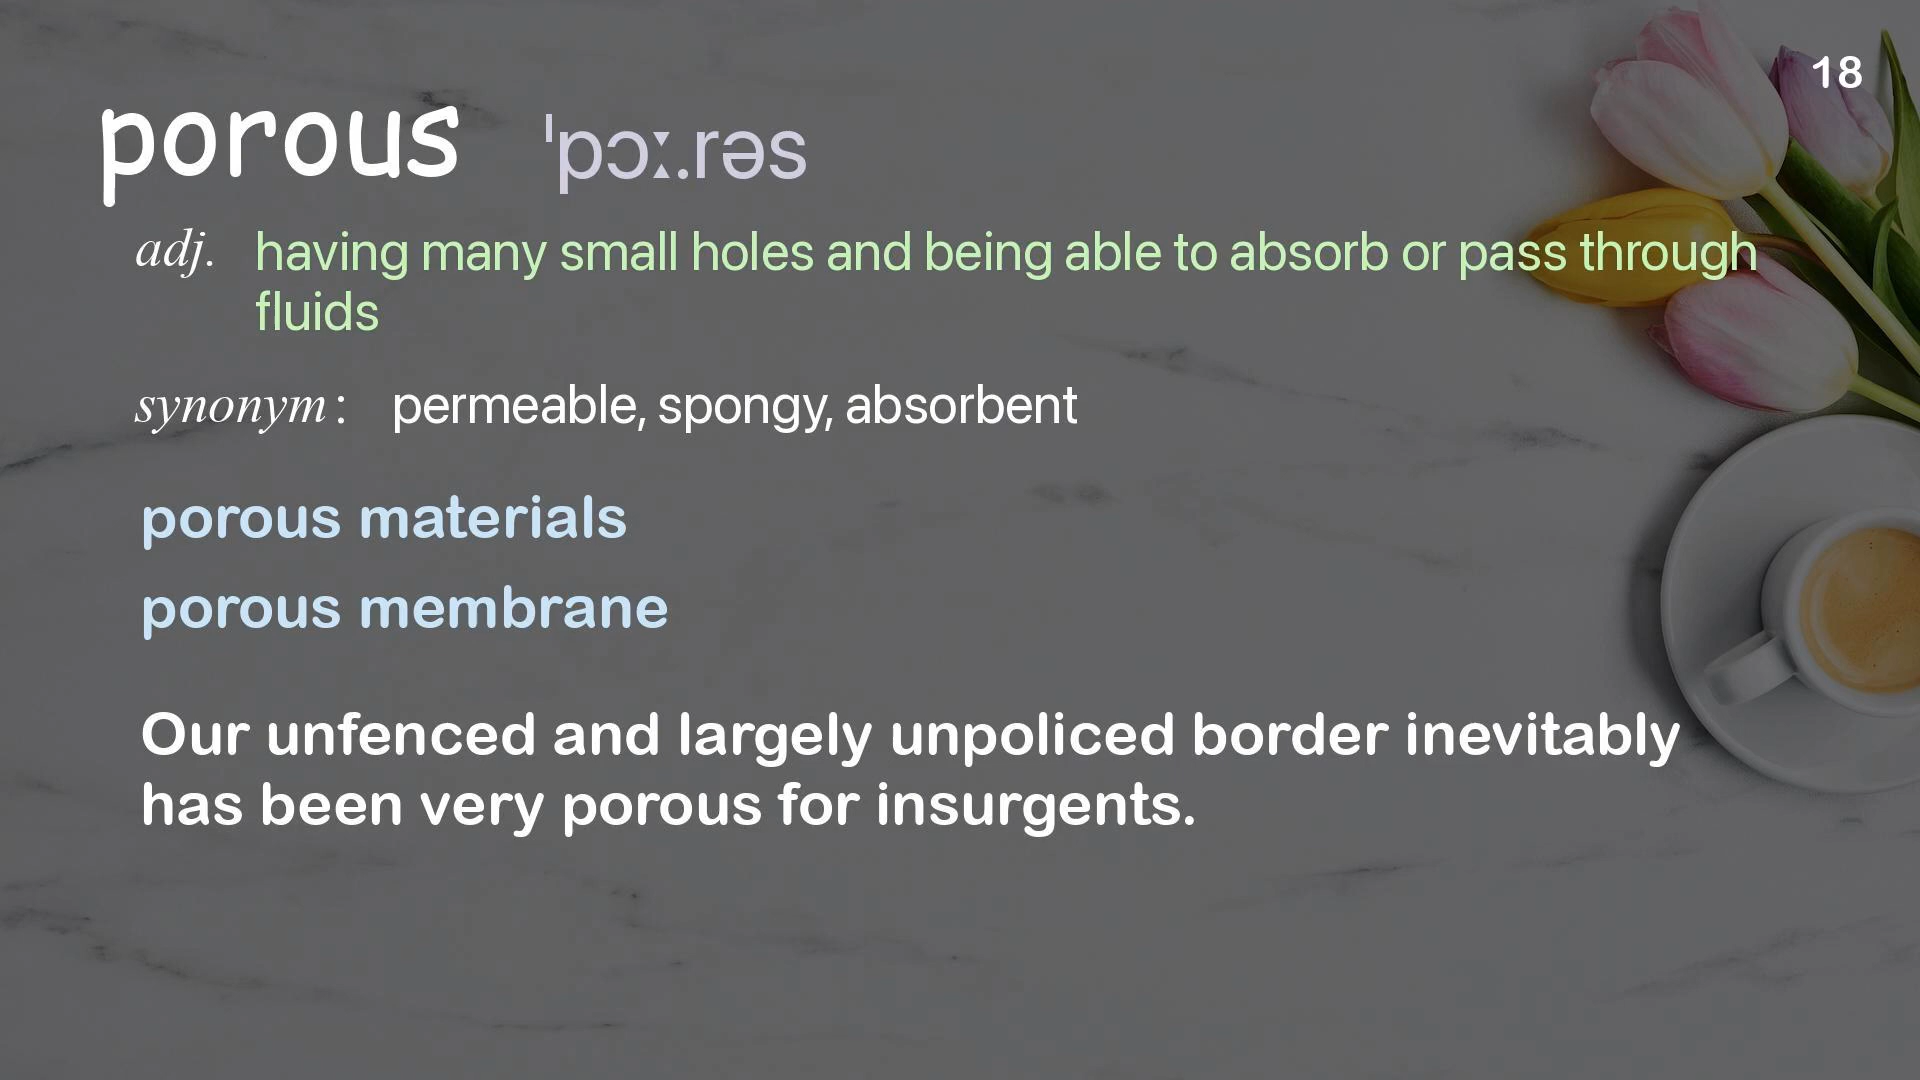 18
porous ˈpɔː.rəs
adj. having many small holes and being able to absorb or pass through
fluids
synonym : permeable, spongy, absorbent
porous materials
porous membrane
Our unfenced and largely unpoliced border inevitably
has been very porous for insurgents.